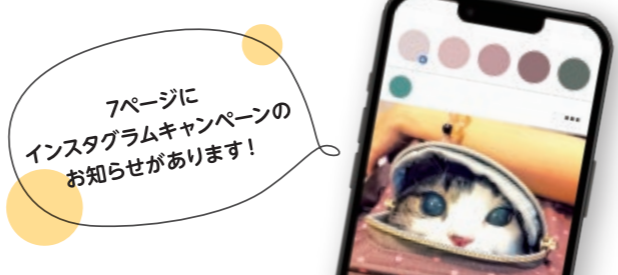 7ページに
インスタグラムキャンペーンの
お知らせがあります！